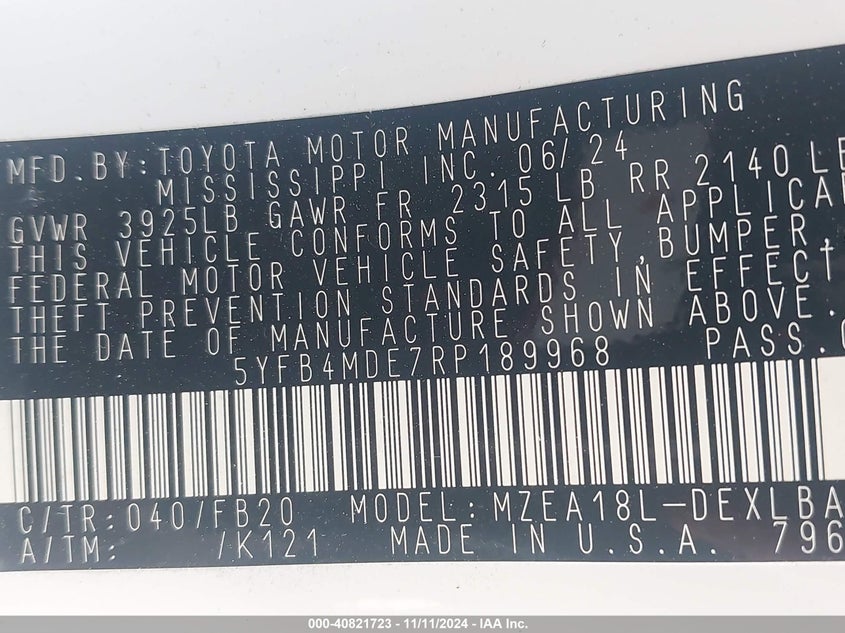 MFD. BY: TOYOTA MOTOR MANUFACTURING
MISSISSIPPI INC. 06/24
GVWR 3925LB GAWR FR 2315 LB RR 2140 LB
THIS VEHICLE CONFORMS TO ALL APPLICA
FEDERAL MOTOR VEHICLE SAFETY, BUMPER,
THEFT PREVENTION STANDARDS IN EFFECT
THE DATE OF MANUFACTURE SHOWN ABOVE.
5YFB4MDE7RP189968 PASS.
C/TR: 040/FB20 MODEL: MZEA18L-DEXLBA
A/TM: /K121 MADE IN U.S.A. 796
000-40821723 - 11/11/2024 - IAA Inc.